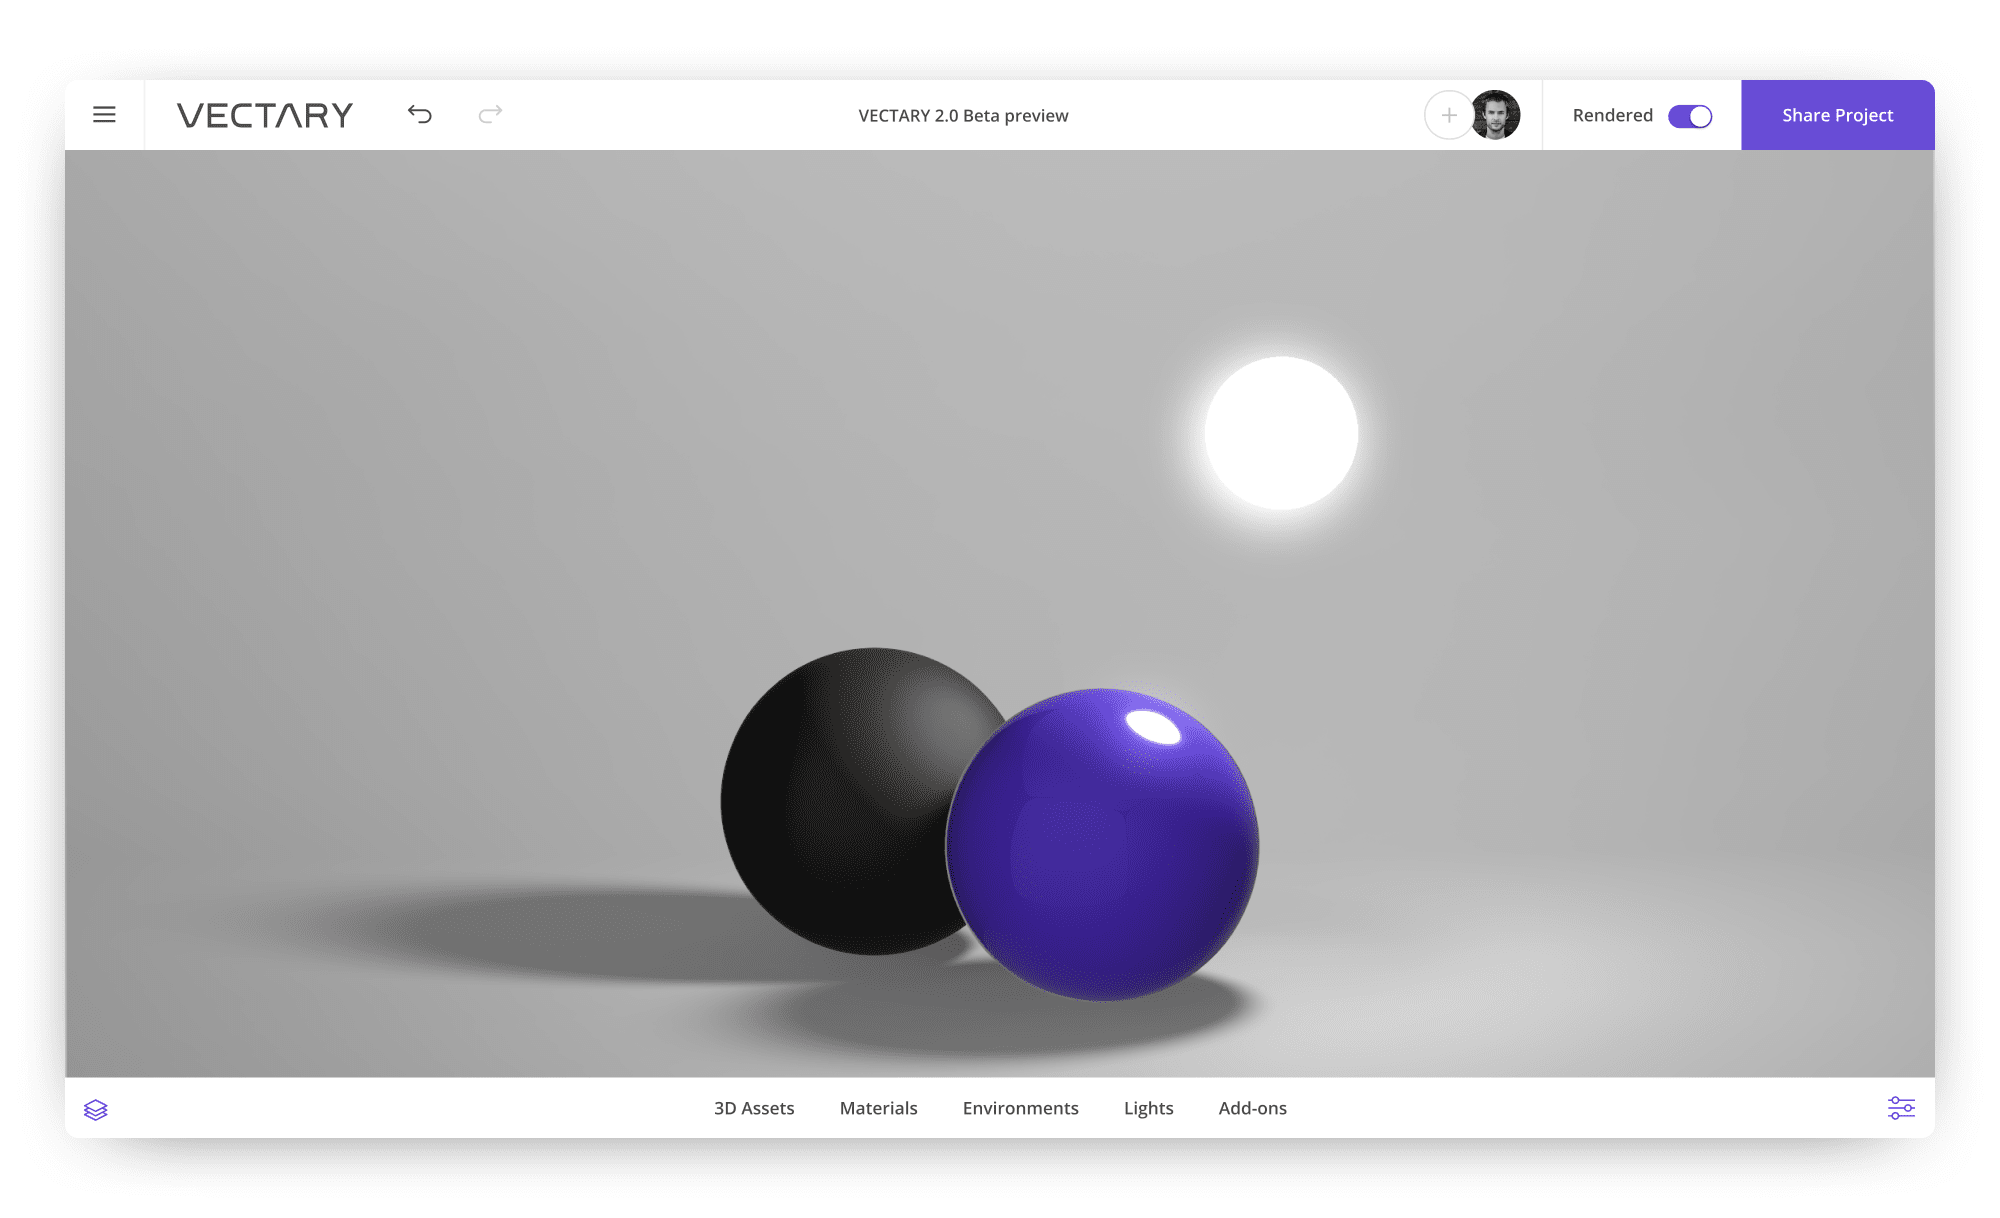 VECTARY
VECTARY 2.0 Beta preview
Rendered
Share Project
3D Assets
Materials
Environments
Lights
Add-ons